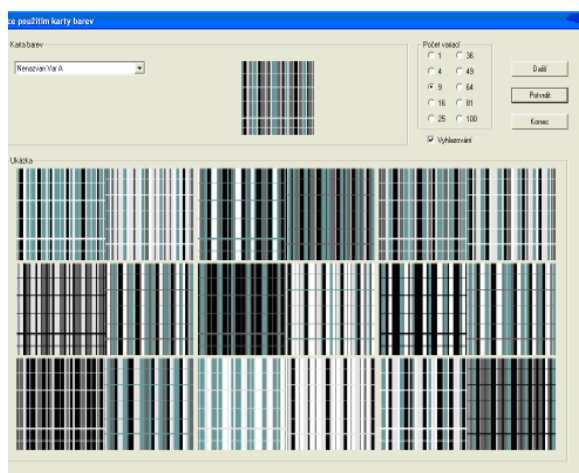 ce použitím karty barev
Karta barev
Nenazvan Var A
Počet variací
1
36
4
49
9
64
16
81
25
100
Vyhlazování
Další
Potvrdit
Konec
Ukázka